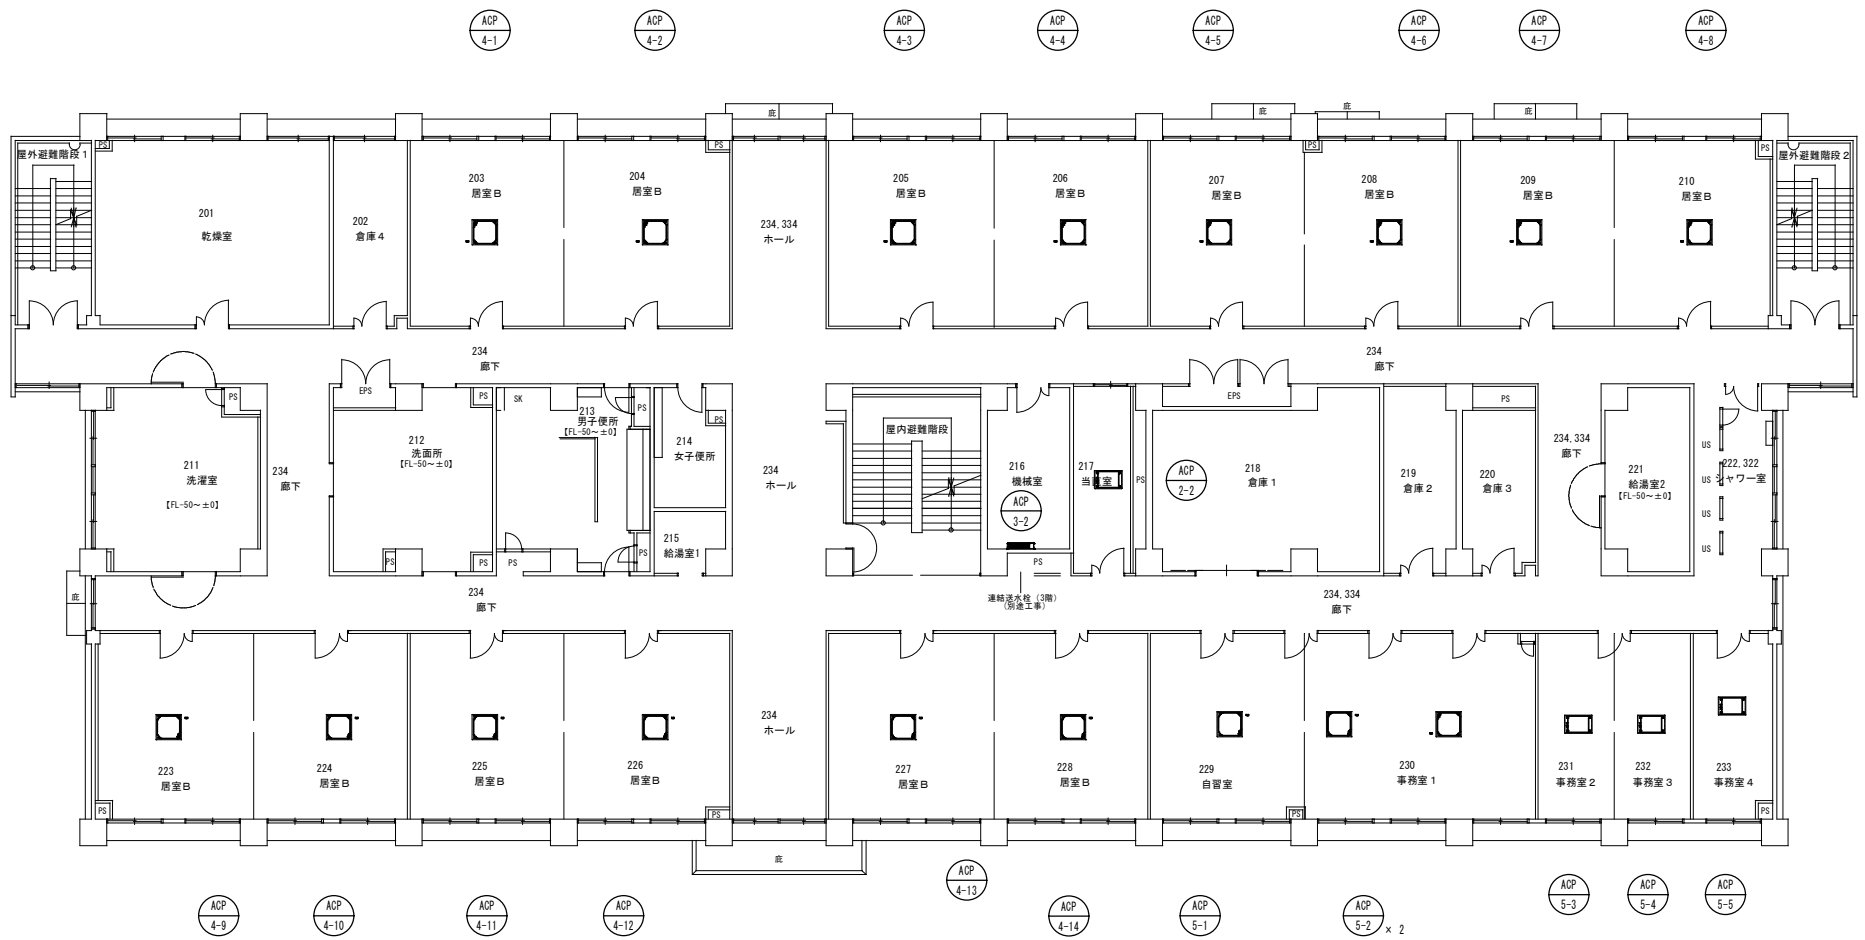 ACP
4-1
ACP
4-2
ACP
4-3
ACP
4-4
ACP
4-5
ACP
4-6
ACP
4-7
ACP
4-8
庇
庇
庇
庇
屋外避難階段1
PS
PS
PS
PS
屋外避難階段2
201
乾燥室
202
倉庫4
203
居室B
204
居室B
234,334
ホール
205
居室B
206
居室B
207
居室B
208
居室B
209
居室B
210
居室B
234
廊下
234
廊下
EPS
EPS
PS
PS
SK
PS
PS
PS
211
洗濯室
[FL-50~±0]
234
廊下
212
洗面所
[FL-50~±0]
213
男子便所
[FL-50~±0]
214
女子便所
215
給湯室1
234
ホール
屋内避難階段
216
機械室
ACP
3-2
217
当直室
PS
ACP
2-2
218
倉庫1
219
倉庫2
220
倉庫3
234,334
廊下
221
給湯室2
[FL-50~±0]
222,322
シャワー室
US
US
US
US
PS
PS
PS
PS
PS
連結送水栓(3階)
(別途工事)
庇
234
廊下
234,334
廊下
223
居室B
224
居室B
225
居室B
226
居室B
234
ホール
227
居室B
228
居室B
229
自習室
230
事務室1
231
事務室2
232
事務室3
233
事務室4
PS
PS
PS
PS
庇
ACP
4-9
ACP
4-10
ACP
4-11
ACP
4-12
ACP
4-13
ACP
4-14
ACP
5-1
ACP
5-2
× 2
ACP
5-3
ACP
5-4
ACP
5-5